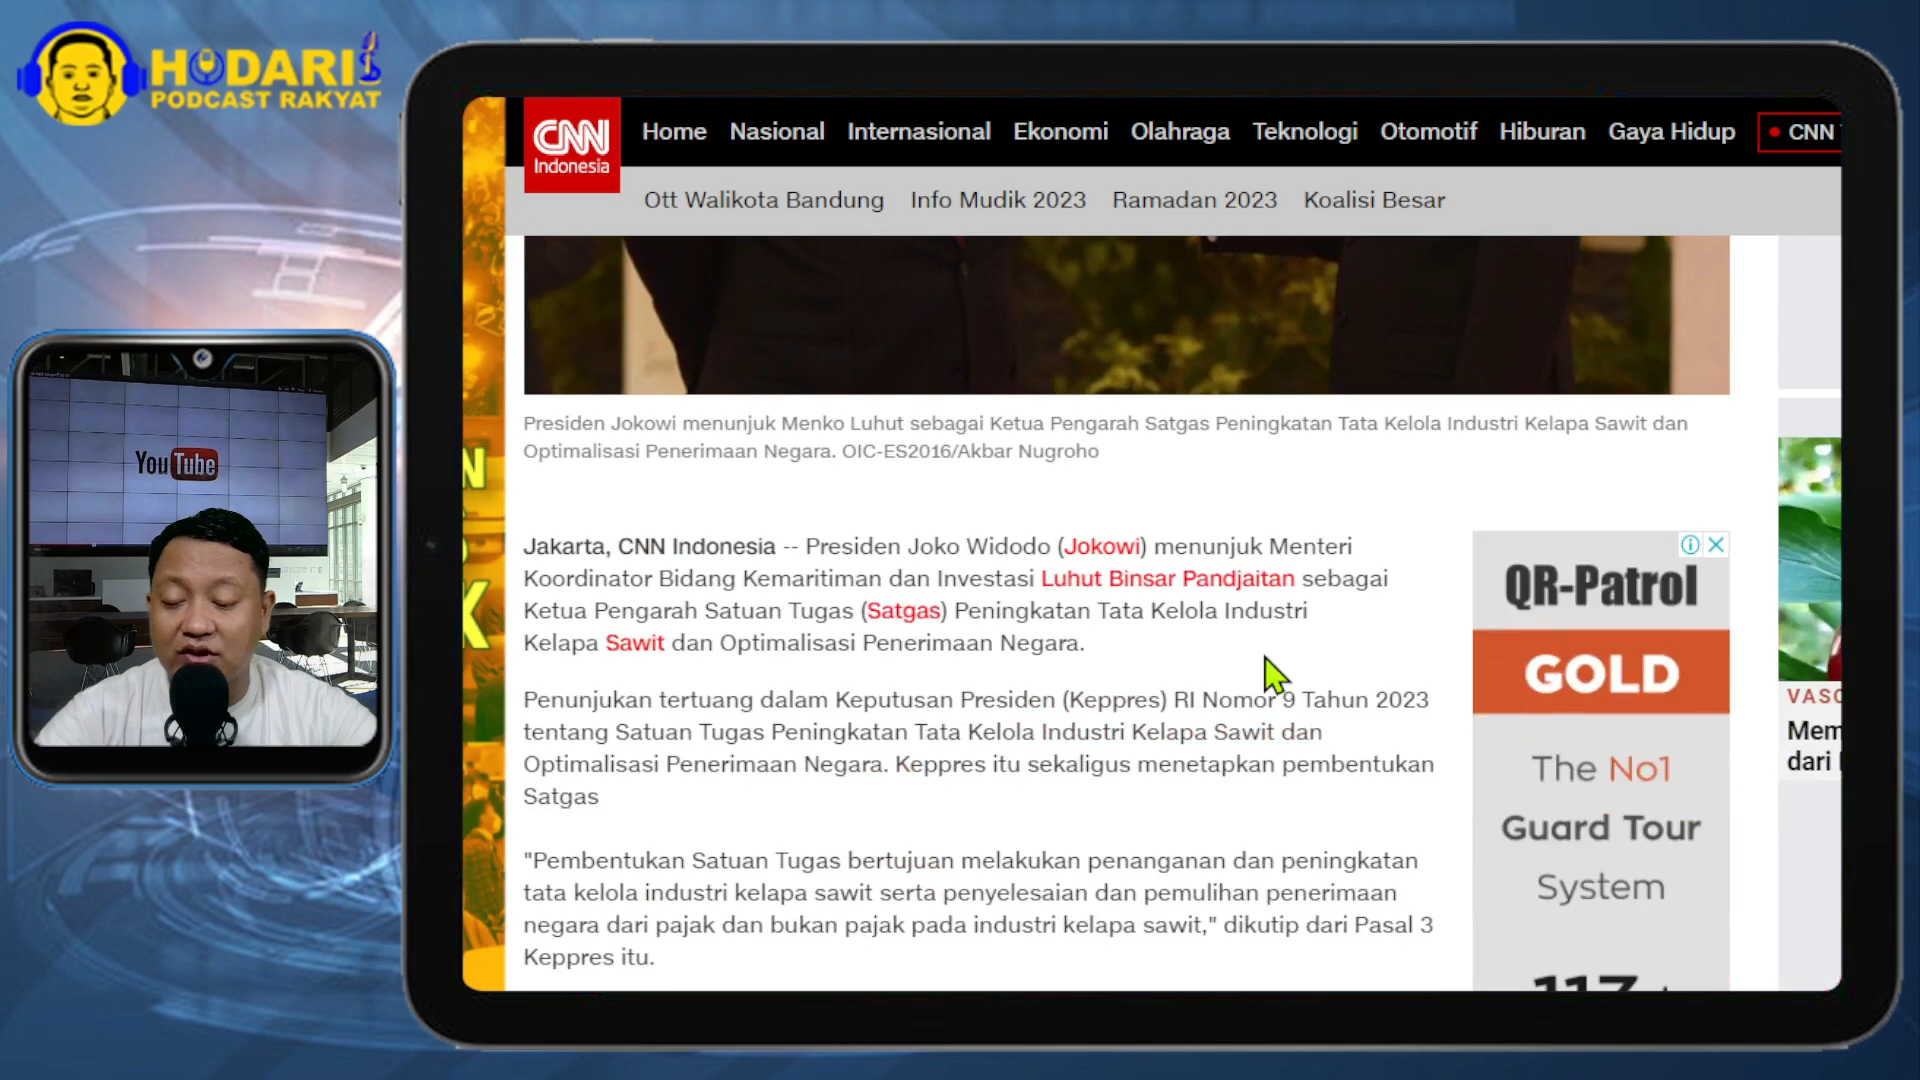 HODARI
PODCAST RAKYAT
CNN
Indonesia
Home Nasional Internasional Ekonomi Olahraga Teknologi Otomotif Hiburan Gaya Hidup CNN
Ott Walikota Bandung Info Mudik 2023 Ramadan 2023 Koalisi Besar
Presiden Jokowi menunjuk Menko Luhut sebagai Ketua Pengarah Satgas Peningkatan Tata Kelola Industri Kelapa Sawit dan
Optimalisasi Penerimaan Negara. OIC-ES2016/Akbar Nugroho
Jakarta, CNN Indonesia -- Presiden Joko Widodo (Jokowi) menunjuk Menteri
Koordinator Bidang Kemaritiman dan Investasi Luhut Binsar Pandjaitan sebagai
Ketua Pengarah Satuan Tugas (Satgas) Peningkatan Tata Kelola Industri
Kelapa Sawit dan Optimalisasi Penerimaan Negara.
Penunjukan tertuang dalam Keputusan Presiden (Keppres) RI Nomor 9 Tahun 2023
tentang Satuan Tugas Peningkatan Tata Kelola Industri Kelapa Sawit dan
Optimalisasi Penerimaan Negara. Keppres itu sekaligus menetapkan pembentukan
Satgas
"Pembentukan Satuan Tugas bertujuan melakukan penanganan dan peningkatan
tata kelola industri kelapa sawit serta penyelesaian dan pemulihan penerimaan
negara dari pajak dan bukan pajak pada industri kelapa sawit," dikutip dari Pasal 3
Keppres itu.
QR-Patrol
GOLD
The No1
Guard Tour
System
VASC
Mem
dari
YouTube
N
K